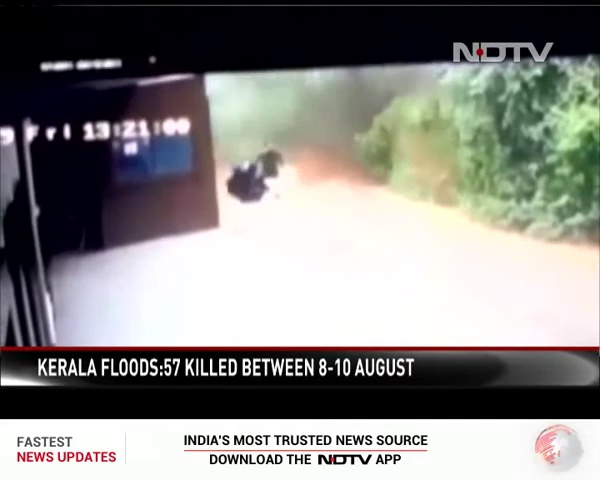 NDTV
9 Fri 13:21:00
KERALA FLOODS:57 KILLED BETWEEN 8-10 AUGUST
FASTEST
NEWS UPDATES
INDIA'S MOST TRUSTED NEWS SOURCE
DOWNLOAD THE NDTV APP